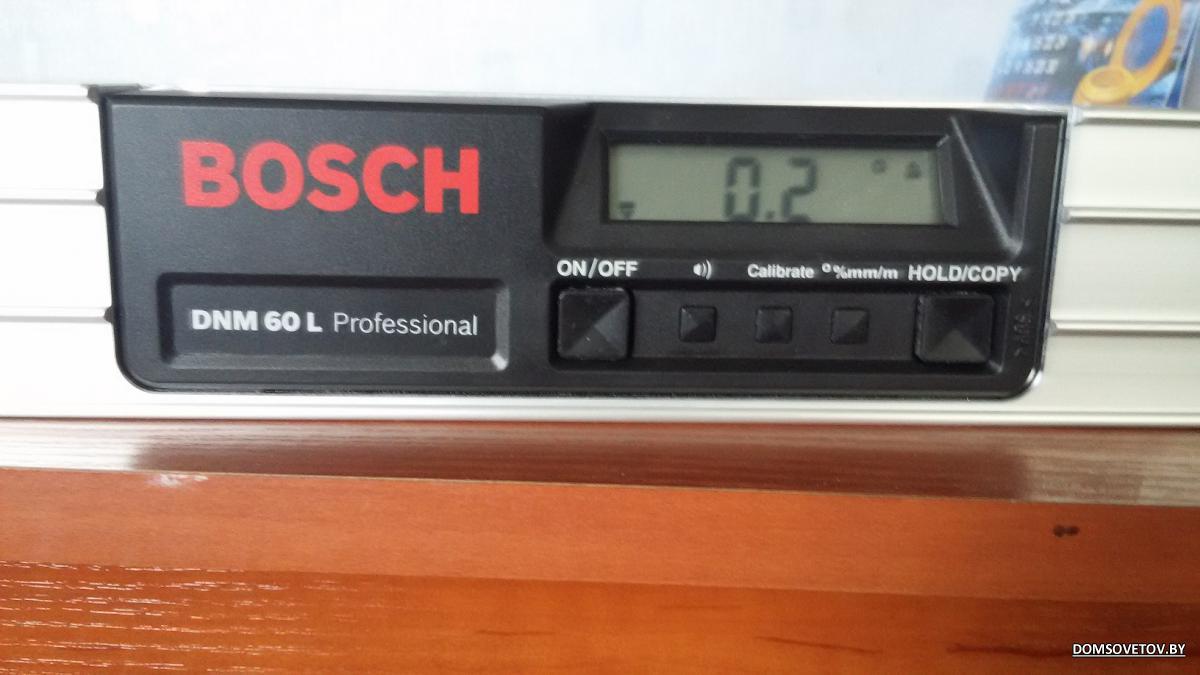 BOSCH
0.2 °
ON/OFF Calibrate °%mm/m HOLD/COPY
DNM 60 L Professional
DOMSOVETOV.BY